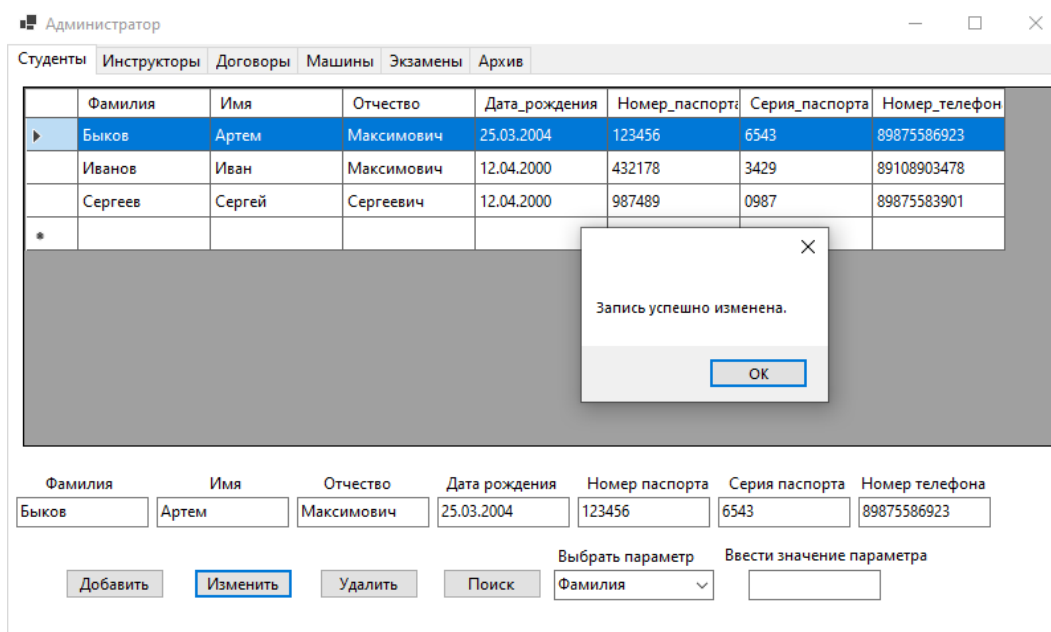 Администратор
Студенты Инструкторы Договоры Машины Экзамены Архив
Фамилия Имя Отчество Дата_рождения Номер_паспорта Серия_паспорта Номер_телефон
Быков Артем Максимович 25.03.2004 123456 6543 89875586923
Иванов Иван Максимович 12.04.2000 432178 3429 89108903478
Сергеев Сергей Сергеевич 12.04.2000 987489 0987 89875583901
Запись успешно изменена.
OK
Фамилия Имя Отчество Дата рождения Номер паспорта Серия паспорта Номер телефона
Быков Артем Максимович 25.03.2004 123456 6543 89875586923
Выбрать параметр Ввести значение параметра
Добавить Изменить Удалить Поиск Фамилия